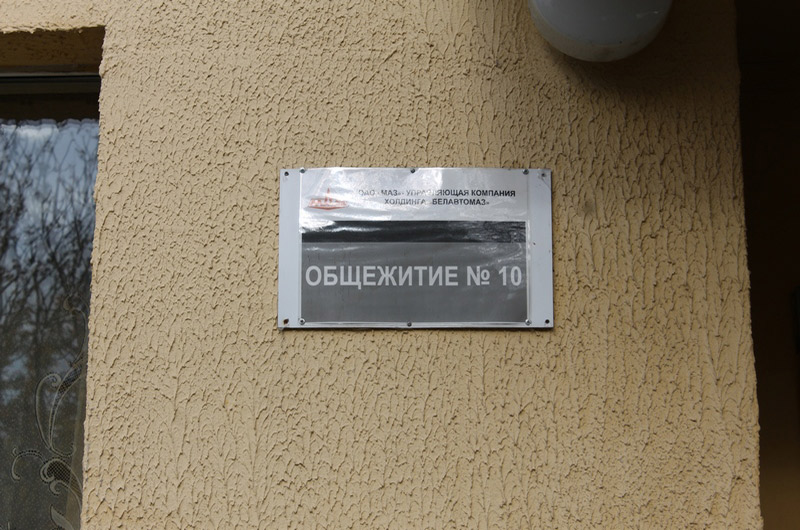 ОАО «МАЗ» УПРАВЛЯЮЩАЯ КОМПАНИЯ
ХОЛДИНГА «БЕЛАВТОМАЗ»
ОБЩЕЖИТИЕ № 10